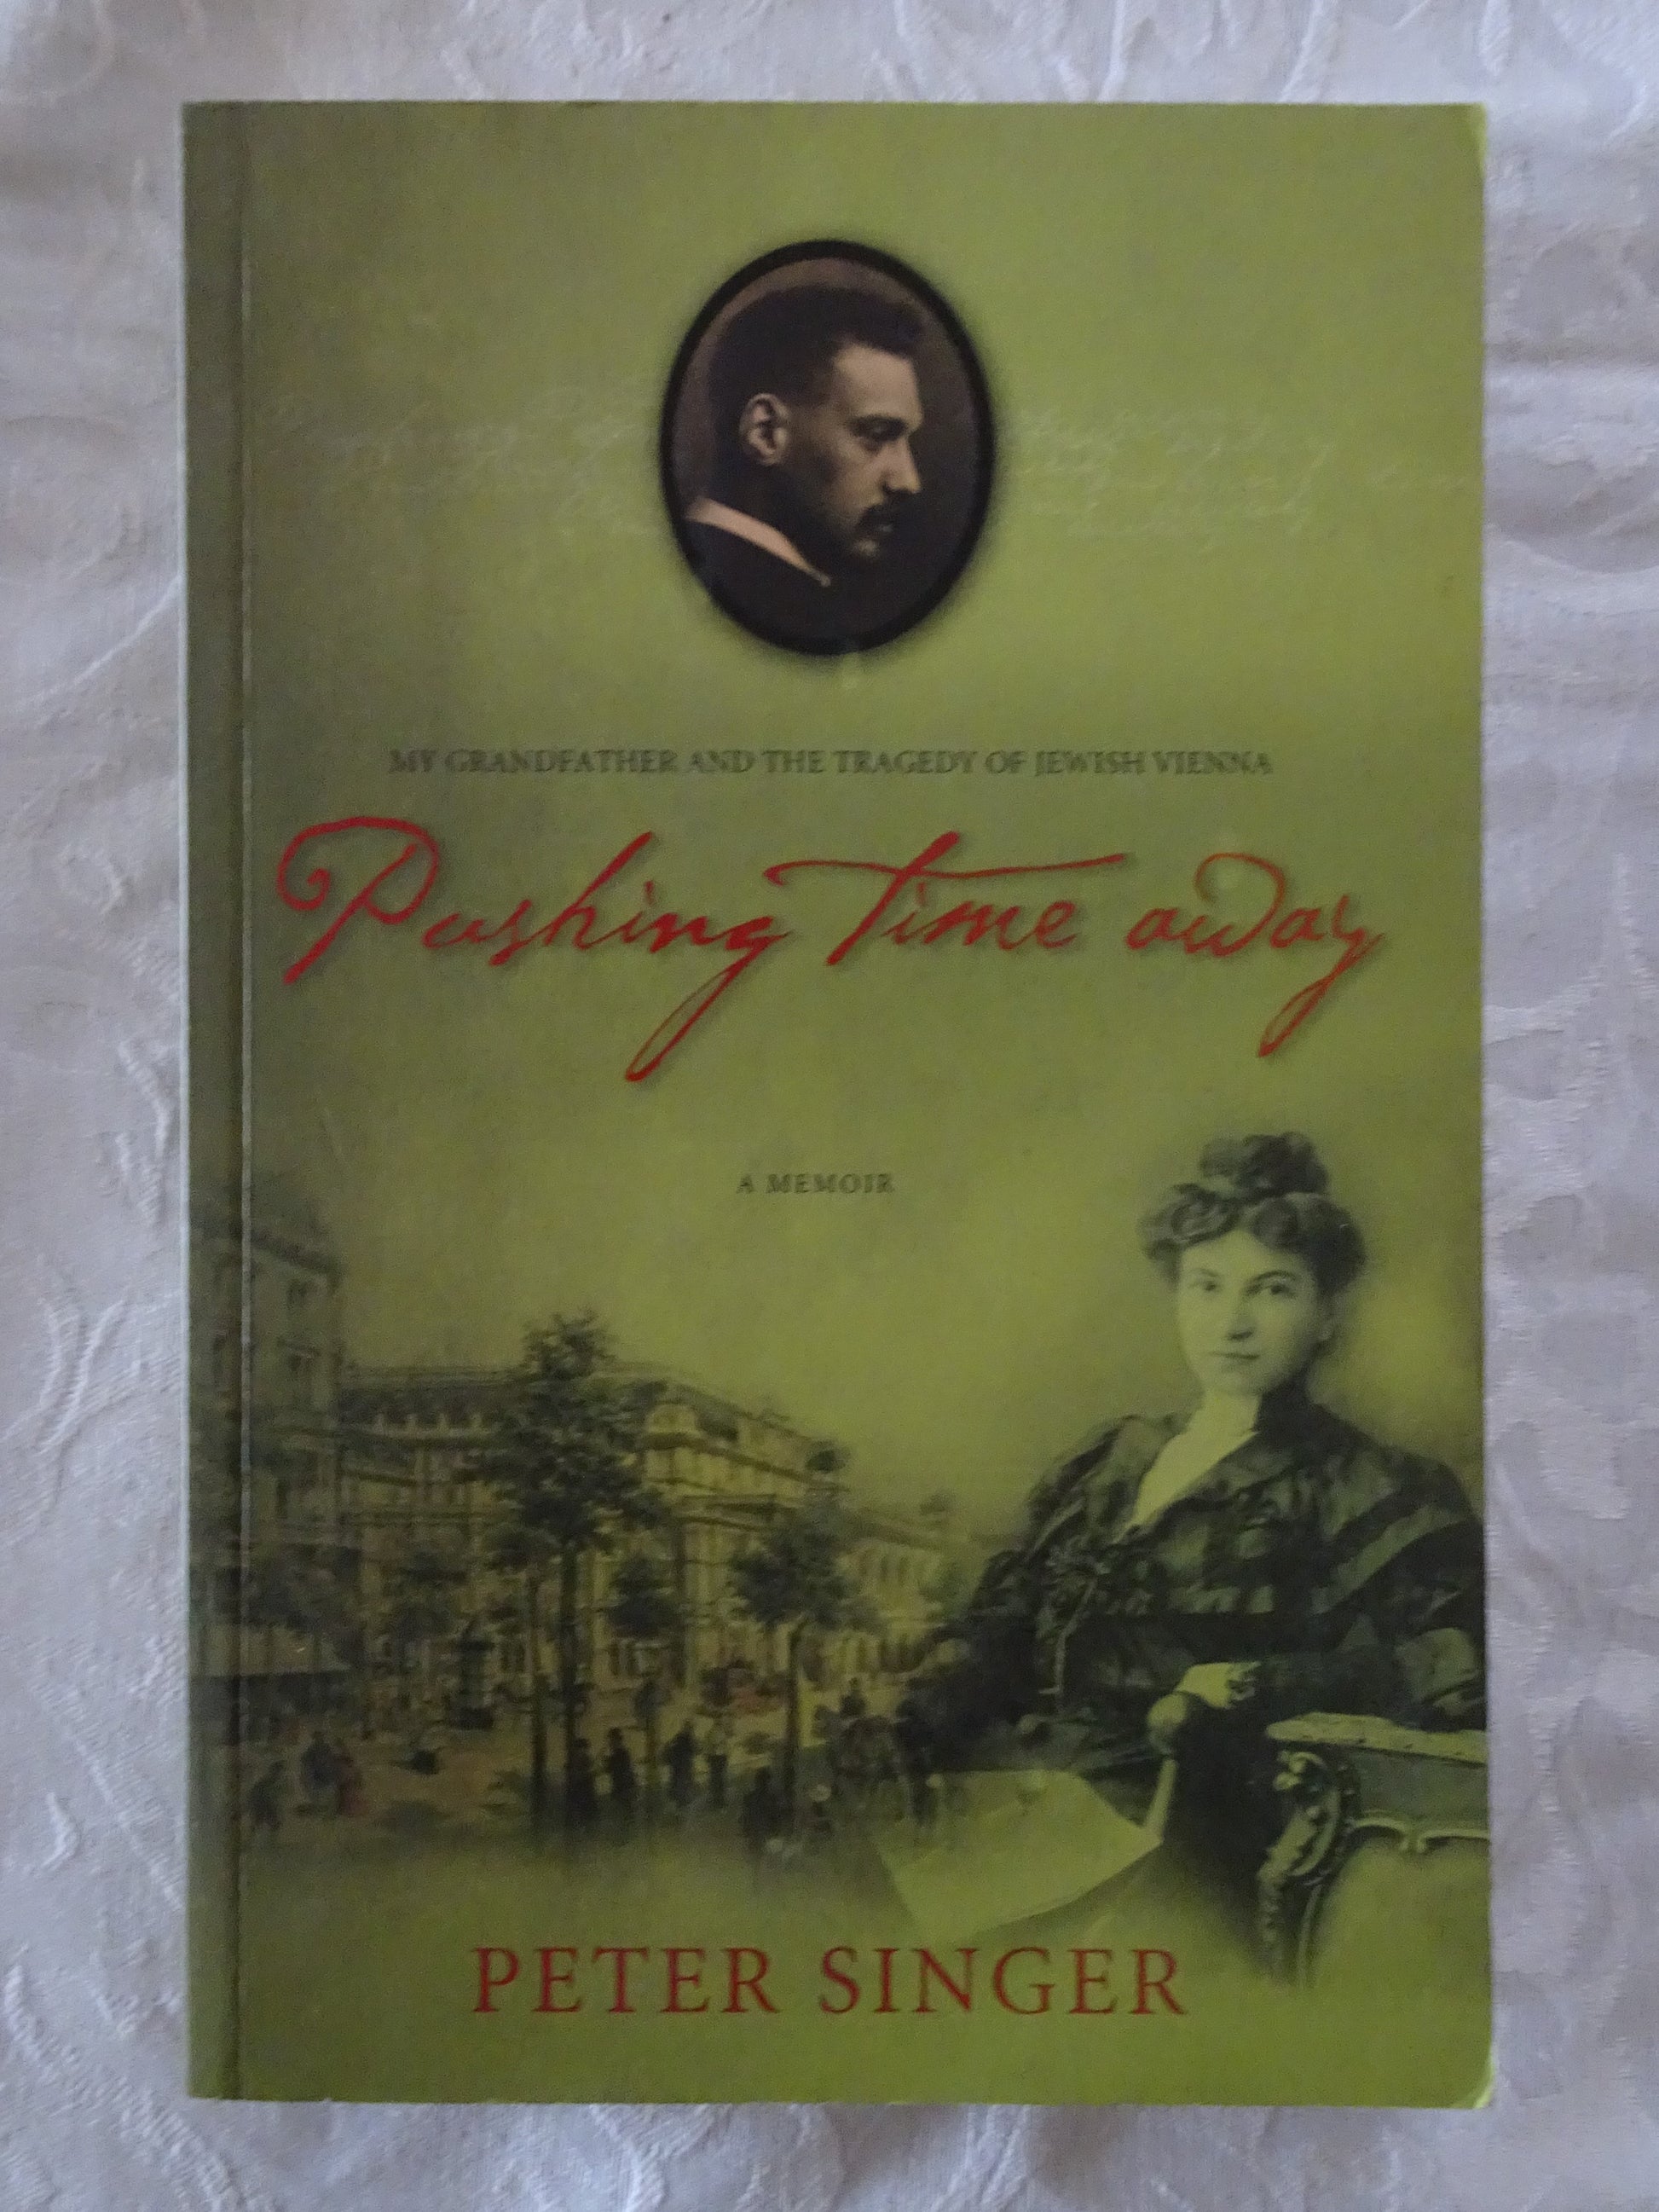 MY GRANDFATHER AND THE TRAGEDY OF JEWISH VIENNA
Pushing Time away
A MEMOIR
PETER SINGER